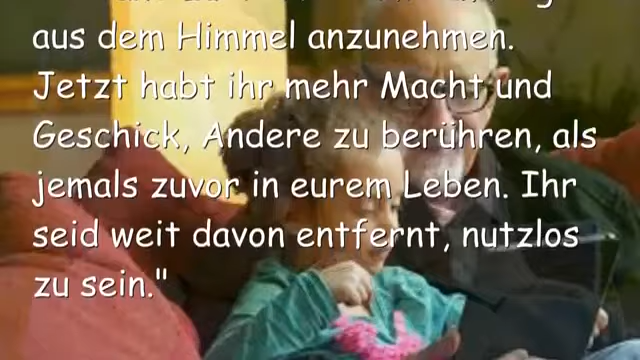 aus dem Himmel anzunehmen.
Jetzt habt ihr mehr Macht und
Geschick, Andere zu berühren, als
jemals zuvor in eurem Leben. Ihr
seid weit davon entfernt, nutzlos
zu sein."